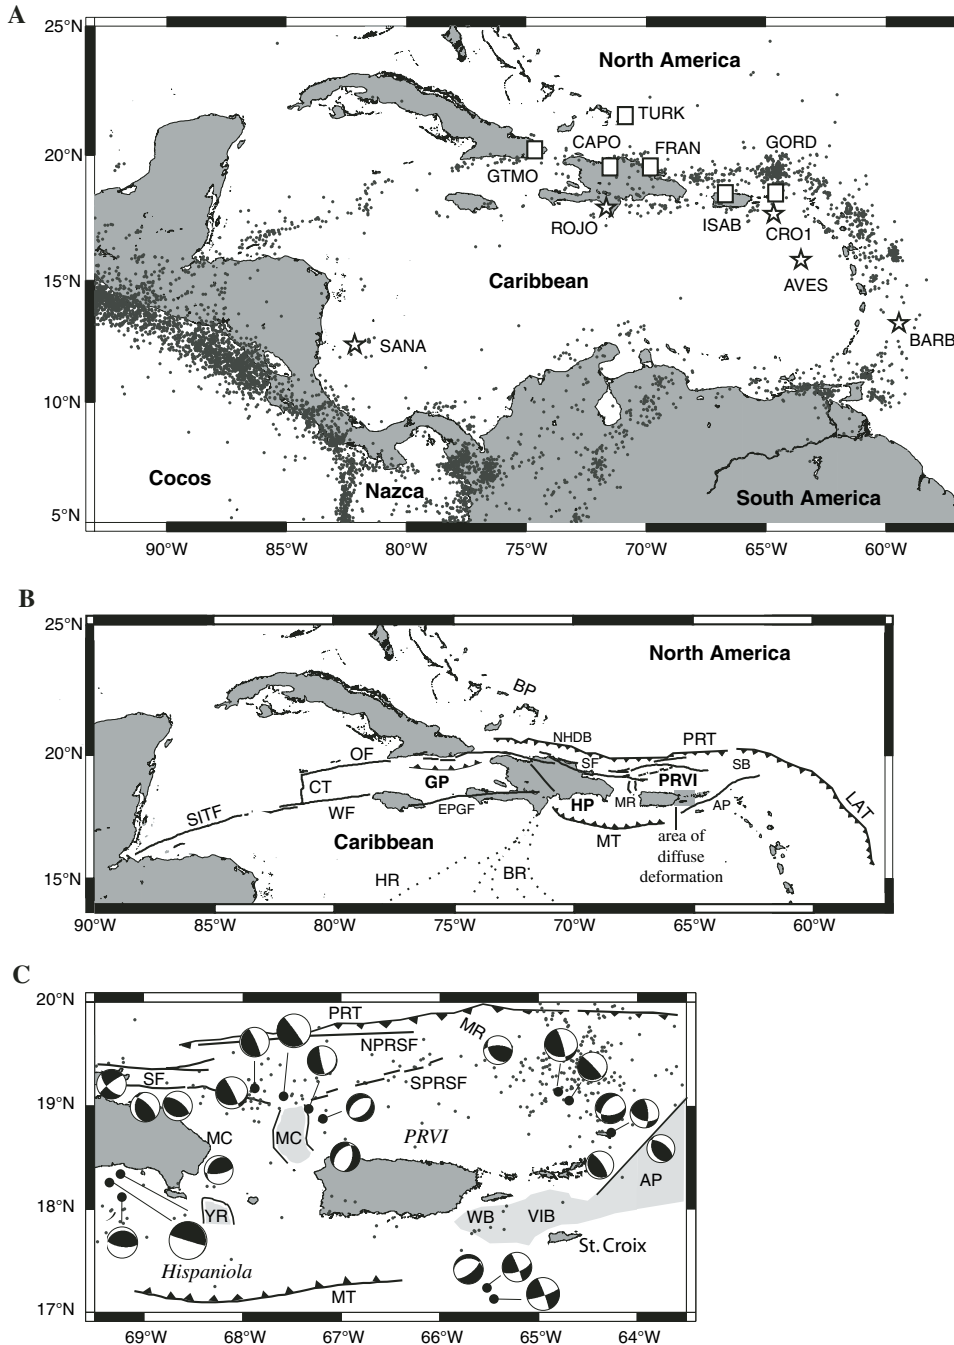 A
25°N
North America
TURK
CAPO
FRAN
GORD
20°N
GTMO
ROJO
ISAB
CRO1
15°N
Caribbean
AVES
SANA
BARB
10°N
Cocos
Nazca
South America
5°N
90°W
85°W
80°W
75°W
70°W
65°W
60°W
B
25°N
North America
BP
NHDB
PRT
20°N
OF
SF
SB
GP
PRVI
CT
HP
MR
AP
LAT
SITF
WF
EPGF
MT
area of
diffuse
deformation
Caribbean
HR
BR
15°N
90°W
85°W
80°W
75°W
70°W
65°W
60°W
C
20°N
PRT
MR
NPRSF
SF
SPRSF
19°N
MC
MC
PRVI
AP
18°N
YR
WB
VIB
St. Croix
Hispaniola
MT
17°N
69°W
68°W
67°W
66°W
65°W
64°W